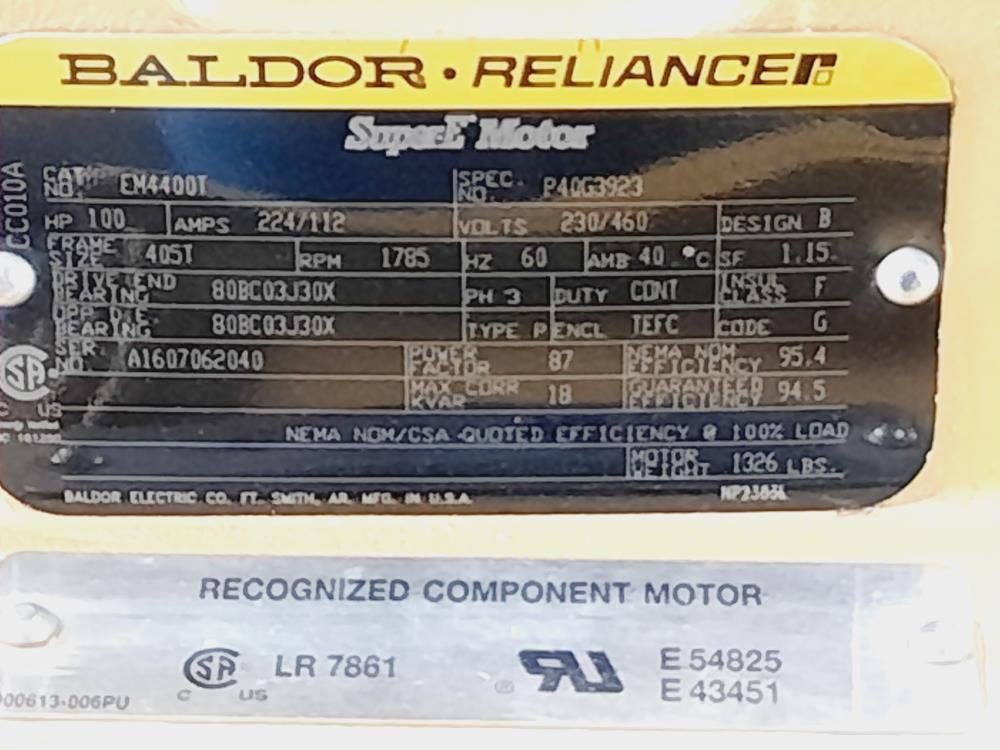 BALDOR • RELIANCE
SuperE Motor
CC010A
CAT. NO. EM4400T SPEC. NO. P40G3923
HP 100 AMPS 224/112 VOLTS 230/460 DESIGN B
FRAME SIZE 405T RPM 1785 HZ 60 AMB 40 °C SF 1.15
DRIVE END BEARING 80BC03J30X PH 3 DUTY CONT INSUL CLASS F
OPP D.E. BEARING 80BC03J30X TYPE P ENCL TEFC CODE G
SER. NO. A1607062040 POWER FACTOR 87 NEMA NOM EFFICIENCY 95.4
MAX CORR KVAR 18 GUARANTEED EFFICIENCY 94.5
C US
NEMA NOM/CSA QUOTED EFFICIENCY @ 100% LOAD
MOTOR WEIGHT 1326 LBS.
BALDOR ELECTRIC CO. FT. SMITH, AR. MFG. IN U.S.A.
RECOGNIZED COMPONENT MOTOR
C US LR 7861 ® E 54825
E 43451
00613-006PU